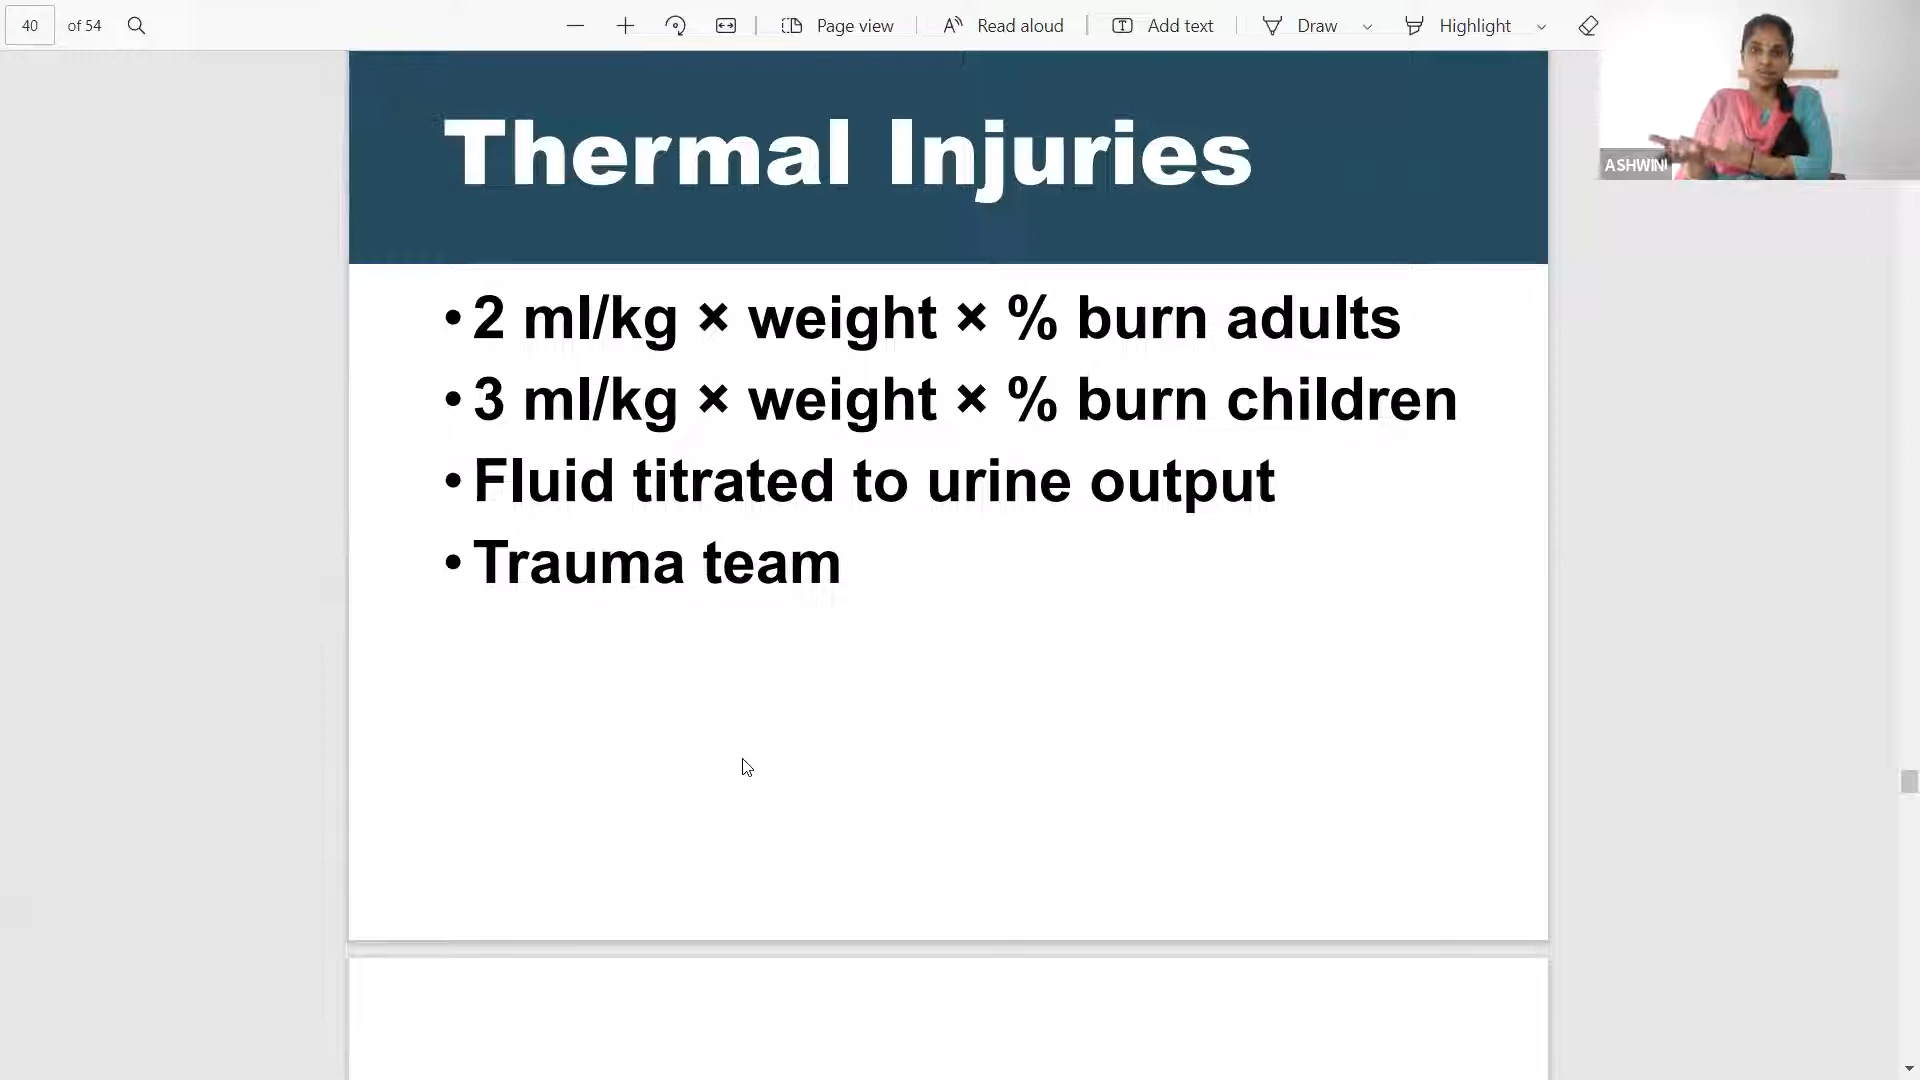 40 of 54 Page view Read aloud Add text Draw Highlight
ASHWINI
Thermal Injuries
• 2 ml/kg × weight × % burn adults
• 3 ml/kg × weight × % burn children
• Fluid titrated to urine output
• Trauma team